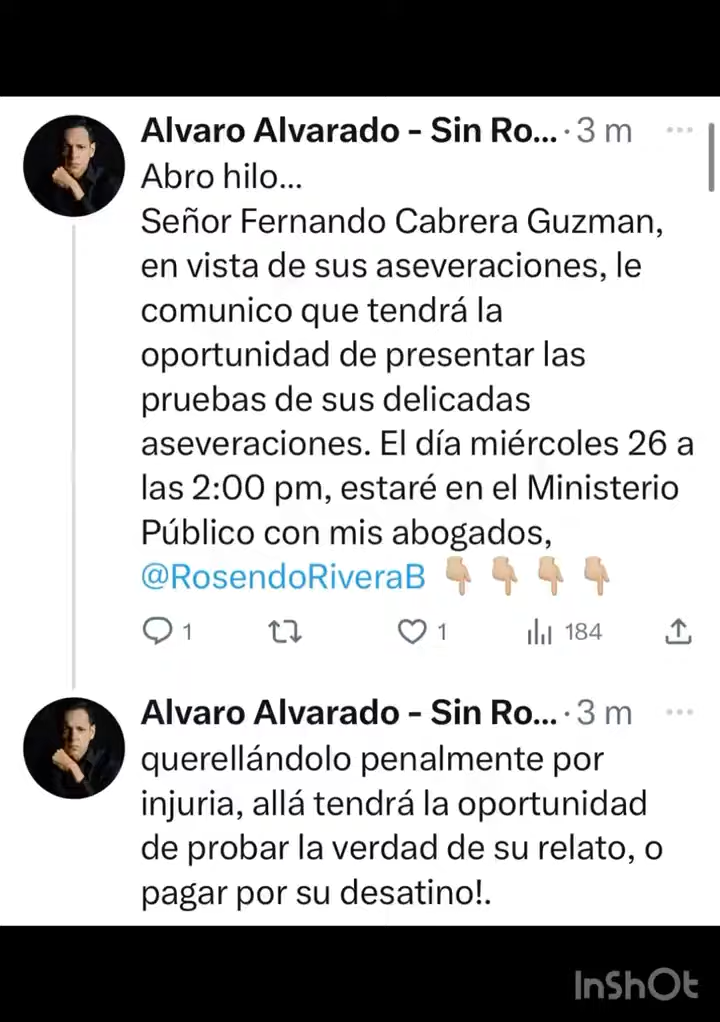 Alvaro Alvarado - Sin Ro... · 3 m
Abro hilo...
Señor Fernando Cabrera Guzman,
en vista de sus aseveraciones, le
comunico que tendrá la
oportunidad de presentar las
pruebas de sus delicadas
aseveraciones. El día miércoles 26 a
las 2:00 pm, estaré en el Ministerio
Público con mis abogados,
@RosendoRiveraB 👇🏼 👇🏼 👇🏼 👇🏼
1 1 184
Alvaro Alvarado - Sin Ro... · 3 m
querellándolo penalmente por
injuria, allá tendrá la oportunidad
de probar la verdad de su relato, o
pagar por su desatino!.
InShOt